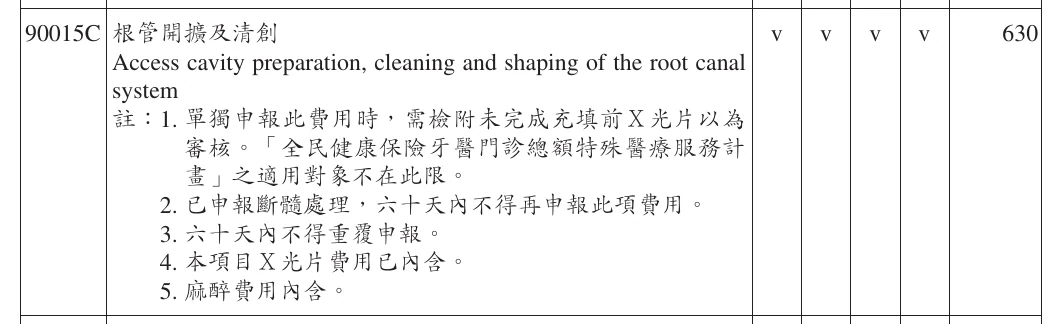 90015C 根管開擴及清創 v v v v 630
Access cavity preparation, cleaning and shaping of the root canal
system
註：1. 單獨申報此費用時，需檢附未完成充填前X光片以為
審核。「全民健康保險牙醫門診總額特殊醫療服務計
畫」之適用對象不在此限。
2. 已申報斷髓處理，六十天內不得再申報此項費用。
3. 六十天內不得重覆申報。
4. 本項目X光片費用已內含。
5. 麻醉費用內含。